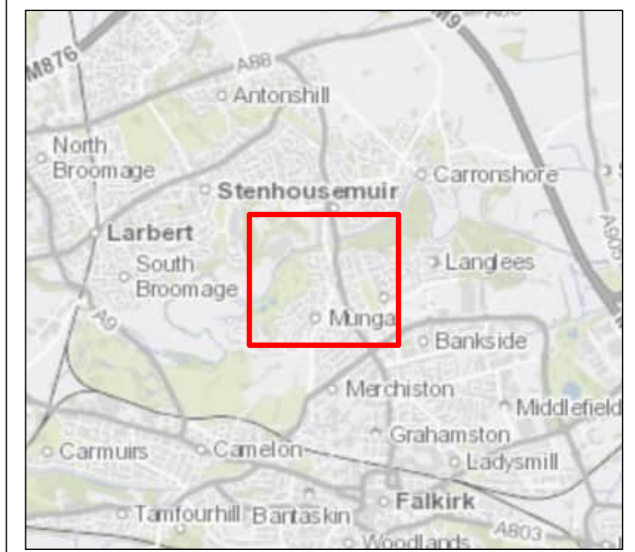 M9
A88
M876
Antonshill
North
Broomage
Stenhousemuir
Carronshore
Larbert
South
Broomage
Langlees
A905
A9
Munga
Bankside
Merchiston
Middlefield
Grahamston
Carmuirs
Camelon
Ladysmill
Falkirk
Tamfourhill
Bantaskin
A803
Woodlands